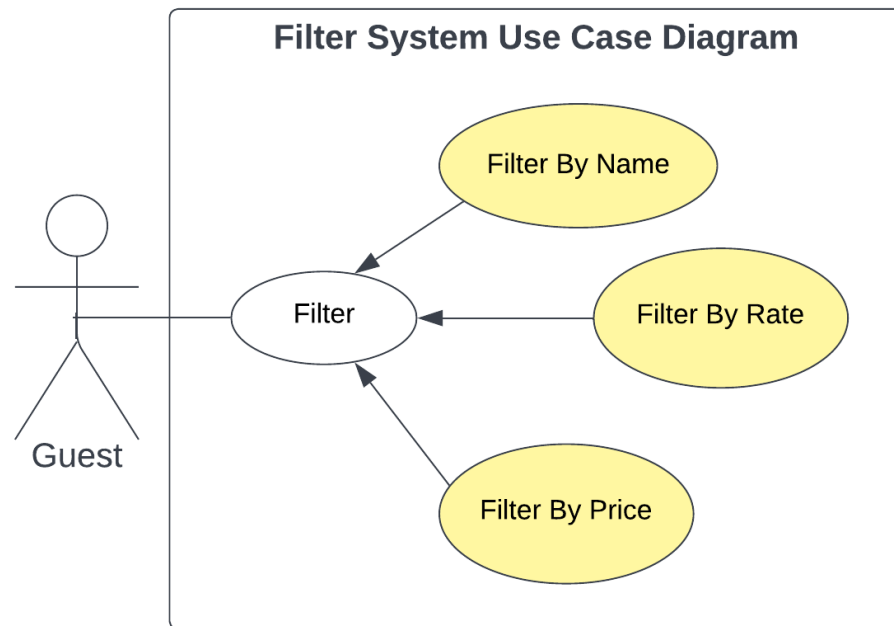 Filter System Use Case Diagram
Filter By Name
Filter
Filter By Rate
Guest
Filter By Price